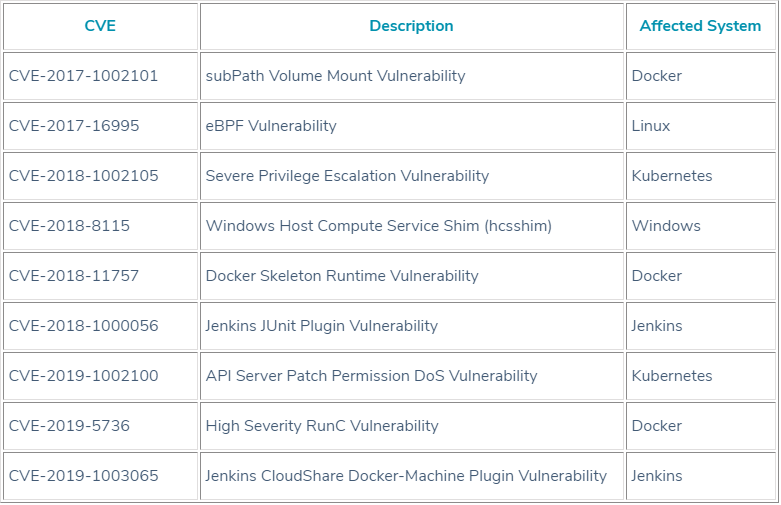 CVE Description Affected System
CVE-2017-1002101 subPath Volume Mount Vulnerability Docker
CVE-2017-16995 eBPF Vulnerability Linux
CVE-2018-1002105 Severe Privilege Escalation Vulnerability Kubernetes
CVE-2018-8115 Windows Host Compute Service Shim (hcsshim) Windows
CVE-2018-11757 Docker Skeleton Runtime Vulnerability Docker
CVE-2018-1000056 Jenkins JUnit Plugin Vulnerability Jenkins
CVE-2019-1002100 API Server Patch Permission DoS Vulnerability Kubernetes
CVE-2019-5736 High Severity RunC Vulnerability Docker
CVE-2019-1003065 Jenkins CloudShare Docker-Machine Plugin Vulnerability Jenkins